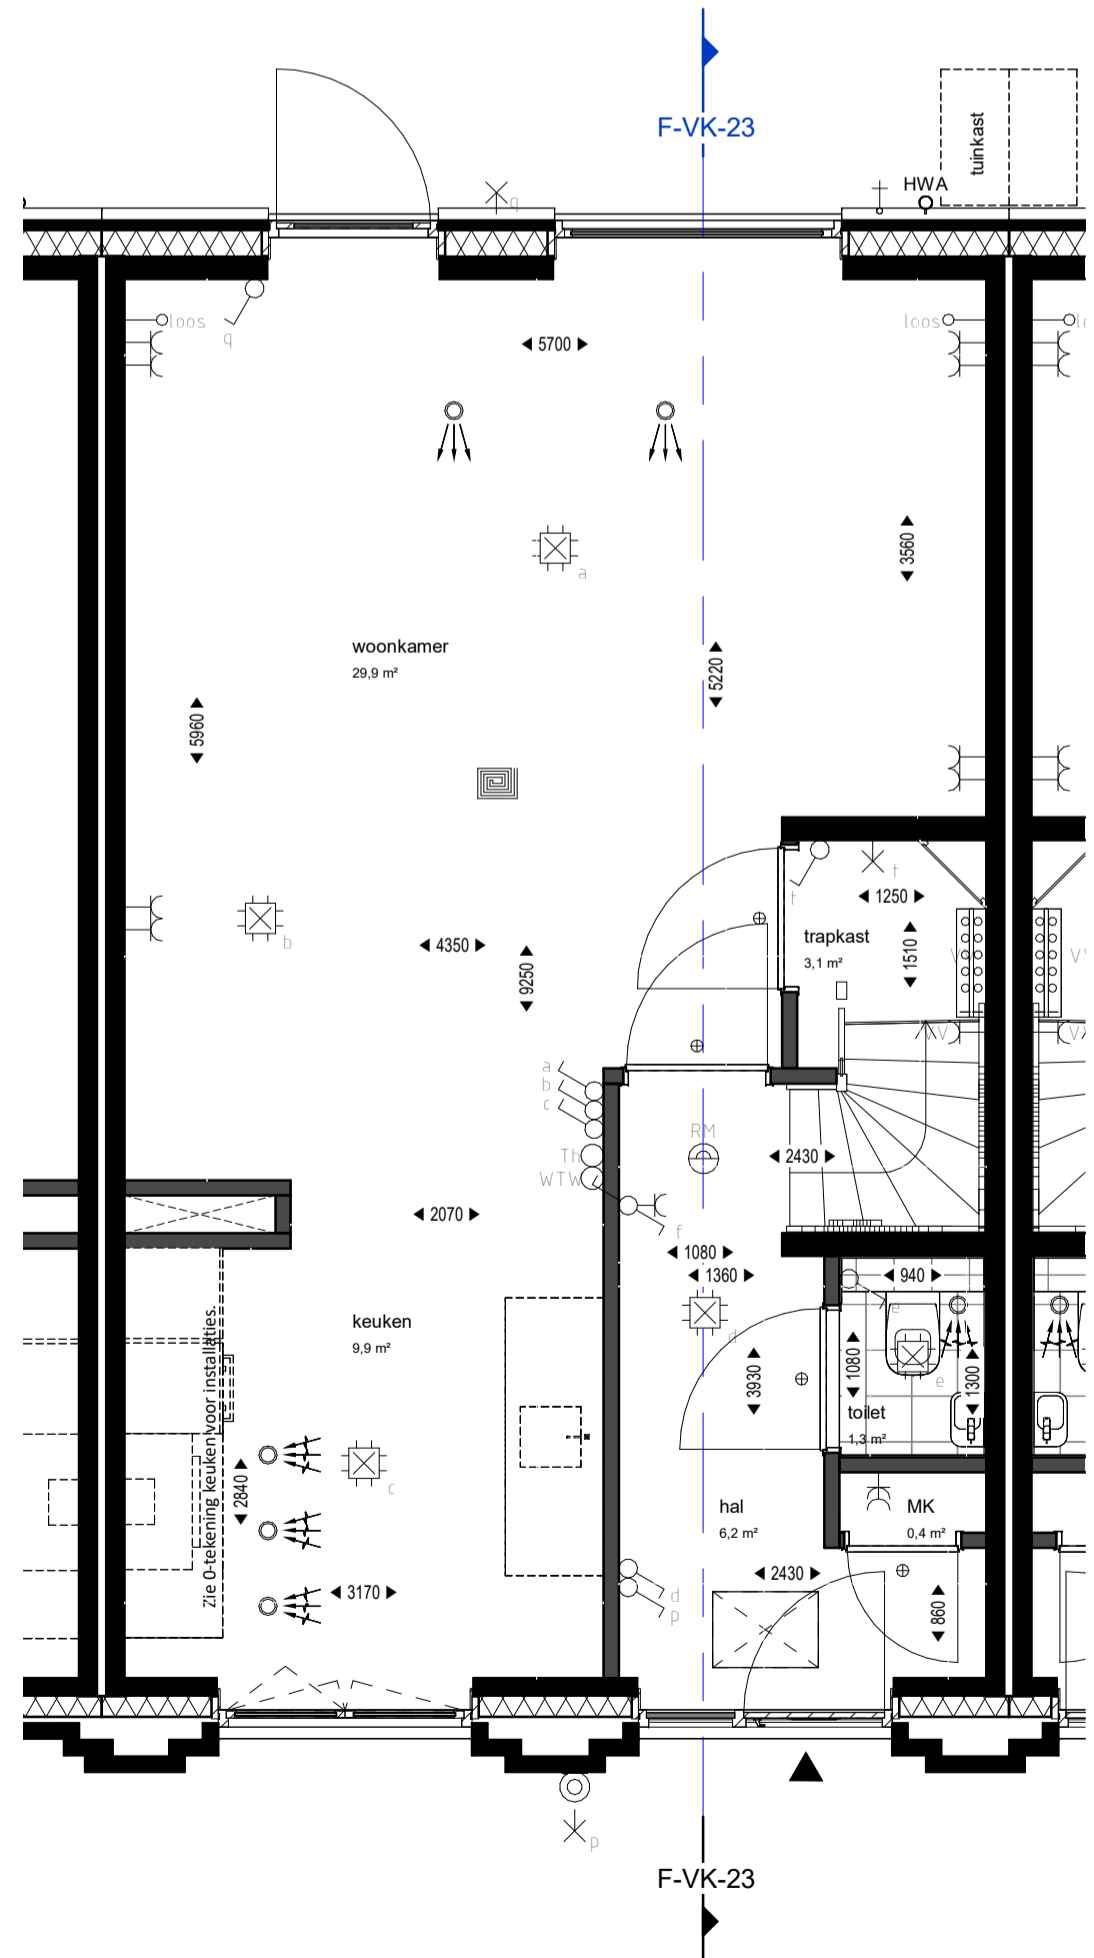 F-VK-23
tuinkast
HWA
q
loos
q
loos
5700
3560
a
woonkamer
29,9 m²
5220
5960
t
t
1250
b
trapkast
3,1 m²
1510
4350
9250
a
b
c
RM
2430
Th
WTW
2070
f
1080
1360
940
e
keuken
9,9 m²
d
1080
3930
1300
e
toilet
1,3 m²
Zie 0-tekening keuken voor installaties.
2840
c
hal
6,2 m²
MK
0,4 m²
3170
d
p
2430
860
p
F-VK-23